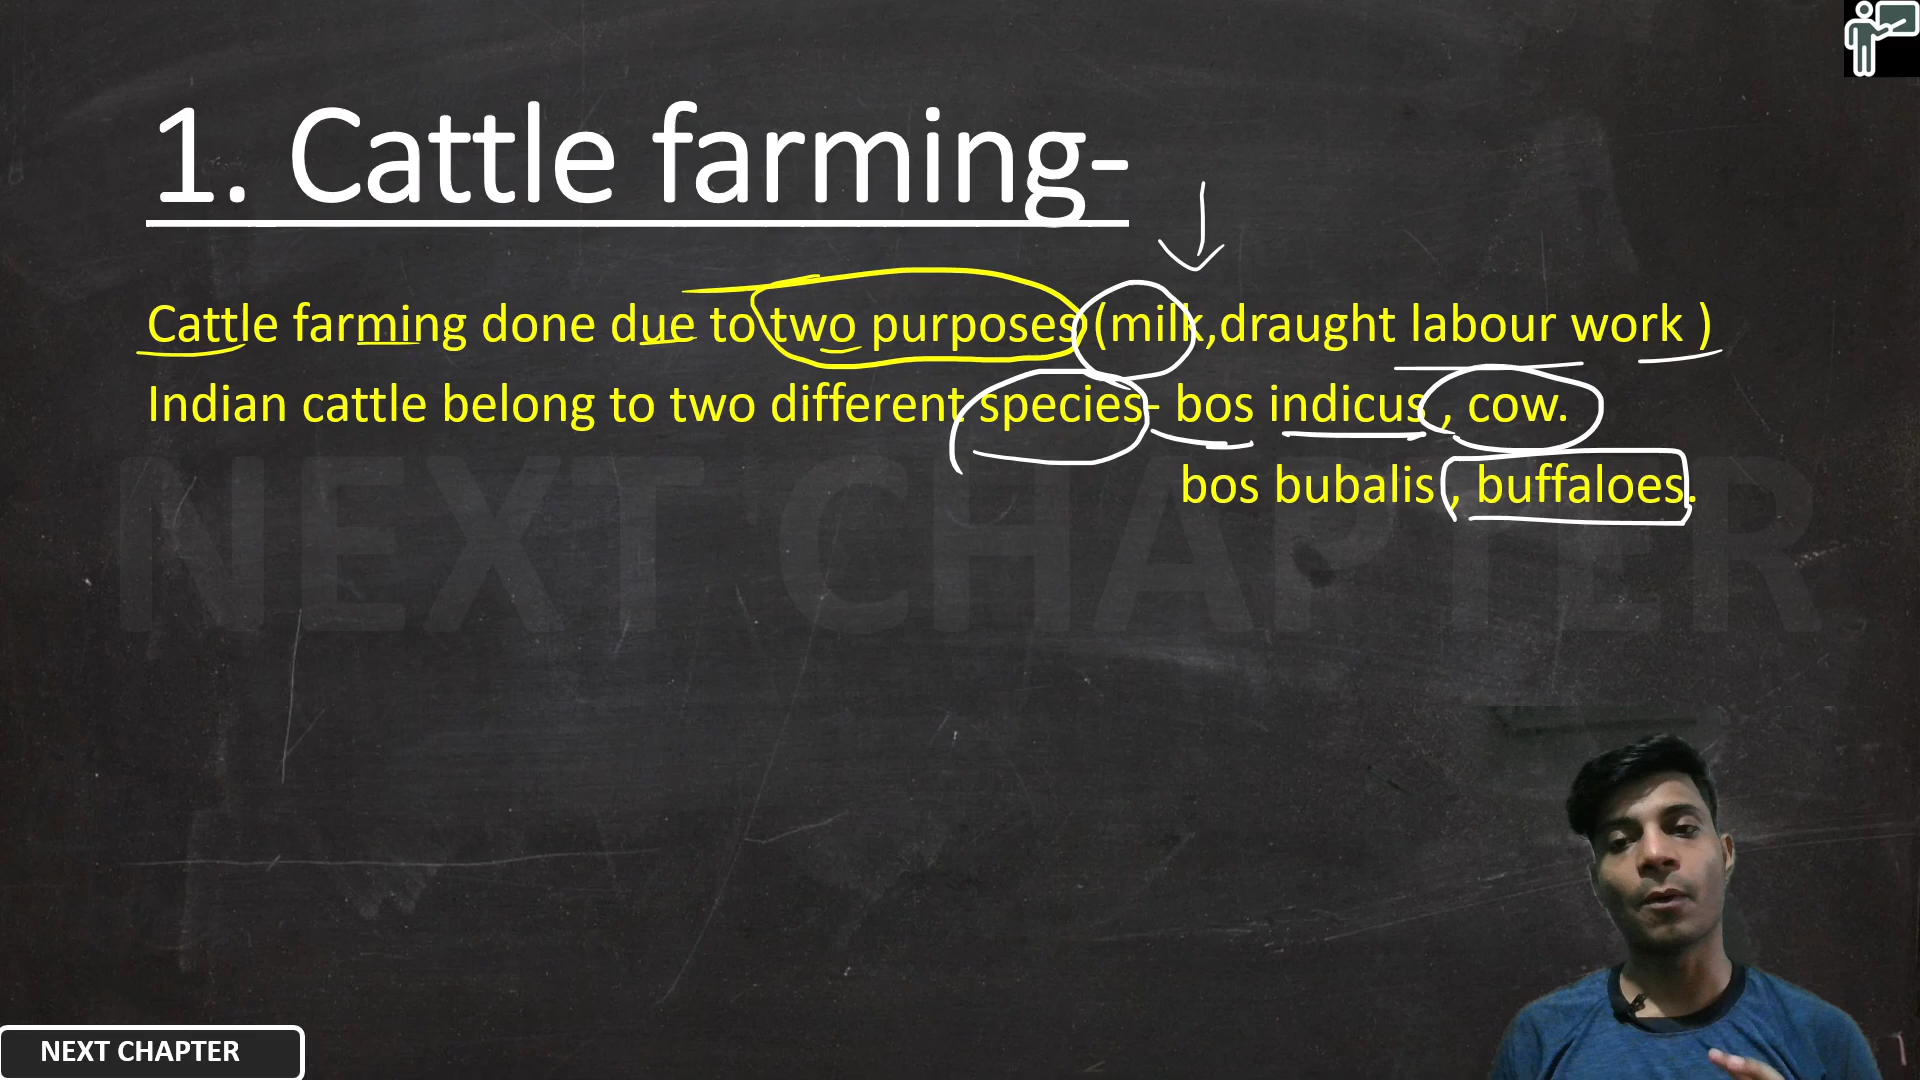 1. Cattle farming-
Cattle farming done due to two purposes (milk,draught labour work )
Indian cattle belong to two different species- bos indicus , cow.
bos bubalis , buffaloes.
NEXT CHAPTER
NEXT CHAPTER